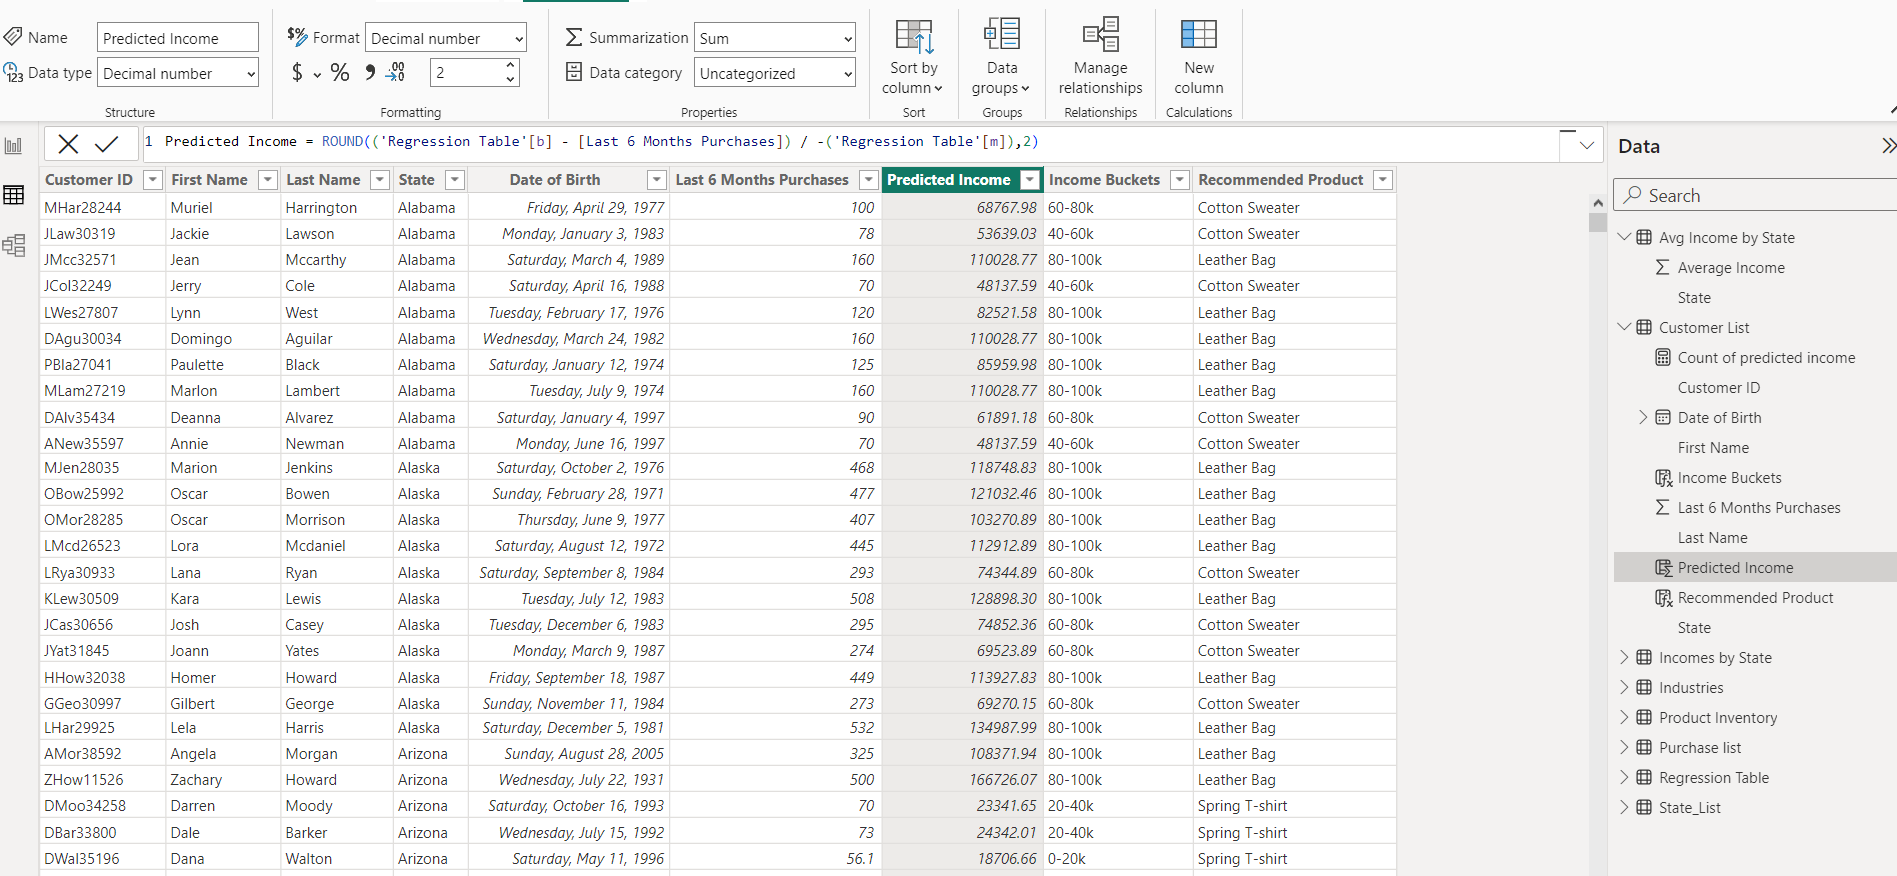 Name Predicted Income
Data type Decimal number
Structure
$% Format Decimal number
$ % 9 .00 2
Formatting
Summarization Sum
Data category Uncategorized
Properties
Sort by
column
Sort
Data
groups
Groups
Manage
relationships
Relationships
New
column
Calculations
1 Predicted Income = ROUND(('Regression Table'[b] - [Last 6 Months Purchases]) / -('Regression Table'[m]),2)
Customer ID First Name Last Name State Date of Birth Last 6 Months Purchases Predicted Income Income Buckets Recommended Product
MHar28244 Muriel Harrington Alabama Friday, April 29, 1977 100 68767.98 60-80k Cotton Sweater
JLaw30319 Jackie Lawson Alabama Monday, January 3, 1983 78 53639.03 40-60k Cotton Sweater
JMcc32571 Jean Mccarthy Alabama Saturday, March 4, 1989 160 110028.77 80-100k Leather Bag
JCol32249 Jerry Cole Alabama Saturday, April 16, 1988 70 48137.59 40-60k Cotton Sweater
LWes27807 Lynn West Alabama Tuesday, February 17, 1976 120 82521.58 80-100k Leather Bag
DAgu30034 Domingo Aguilar Alabama Wednesday, March 24, 1982 160 110028.77 80-100k Leather Bag
PBla27041 Paulette Black Alabama Saturday, January 12, 1974 125 85959.98 80-100k Leather Bag
MLam27219 Marlon Lambert Alabama Tuesday, July 9, 1974 160 110028.77 80-100k Leather Bag
DAlv35434 Deanna Alvarez Alabama Saturday, January 4, 1997 90 61891.18 60-80k Cotton Sweater
ANew35597 Annie Newman Alabama Monday, June 16, 1997 70 48137.59 40-60k Cotton Sweater
MJen28035 Marion Jenkins Alaska Saturday, October 2, 1976 468 118748.83 80-100k Leather Bag
OBow25992 Oscar Bowen Alaska Sunday, February 28, 1971 477 121032.46 80-100k Leather Bag
OMor28285 Oscar Morrison Alaska Thursday, June 9, 1977 407 103270.89 80-100k Leather Bag
LMcd26523 Lora Mcdaniel Alaska Saturday, August 12, 1972 445 112912.89 80-100k Leather Bag
LRya30933 Lana Ryan Alaska Saturday, September 8, 1984 293 74344.89 60-80k Cotton Sweater
KLew30509 Kara Lewis Alaska Tuesday, July 12, 1983 508 128898.30 80-100k Leather Bag
JCas30656 Josh Casey Alaska Tuesday, December 6, 1983 295 74852.36 60-80k Cotton Sweater
JYat31845 Joann Yates Alaska Monday, March 9, 1987 274 69523.89 60-80k Cotton Sweater
HHow32038 Homer Howard Alaska Friday, September 18, 1987 449 113927.83 80-100k Leather Bag
GGeo30997 Gilbert George Alaska Sunday, November 11, 1984 273 69270.15 60-80k Cotton Sweater
LHar29925 Lela Harris Alaska Saturday, December 5, 1981 532 134987.99 80-100k Leather Bag
AMor38592 Angela Morgan Arizona Sunday, August 28, 2005 325 108371.94 80-100k Leather Bag
ZHow11526 Zachary Howard Arizona Wednesday, July 22, 1931 500 166726.07 80-100k Leather Bag
DMoo34258 Darren Moody Arizona Saturday, October 16, 1993 70 23341.65 20-40k Spring T-shirt
DBar33800 Dale Barker Arizona Wednesday, July 15, 1992 73 24342.01 20-40k Spring T-shirt
DWal35196 Dana Walton Arizona Saturday, May 11, 1996 56.1 18706.66 0-20k Spring T-shirt
Data
Search
Avg Income by State
Average Income
State
Customer List
Count of predicted income
Customer ID
Date of Birth
First Name
Income Buckets
Last 6 Months Purchases
Last Name
Predicted Income
Recommended Product
State
Incomes by State
Industries
Product Inventory
Purchase list
Regression Table
State_List